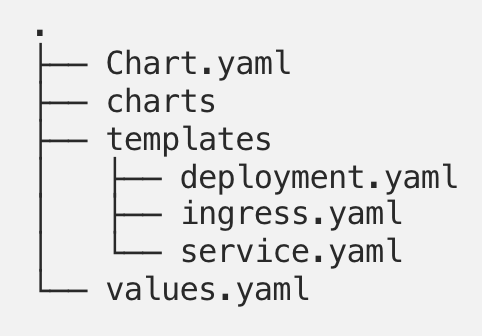 .
├── Chart.yaml
├── charts
├── templates
│   ├── deployment.yaml
│   ├── ingress.yaml
│   └── service.yaml
└── values.yaml